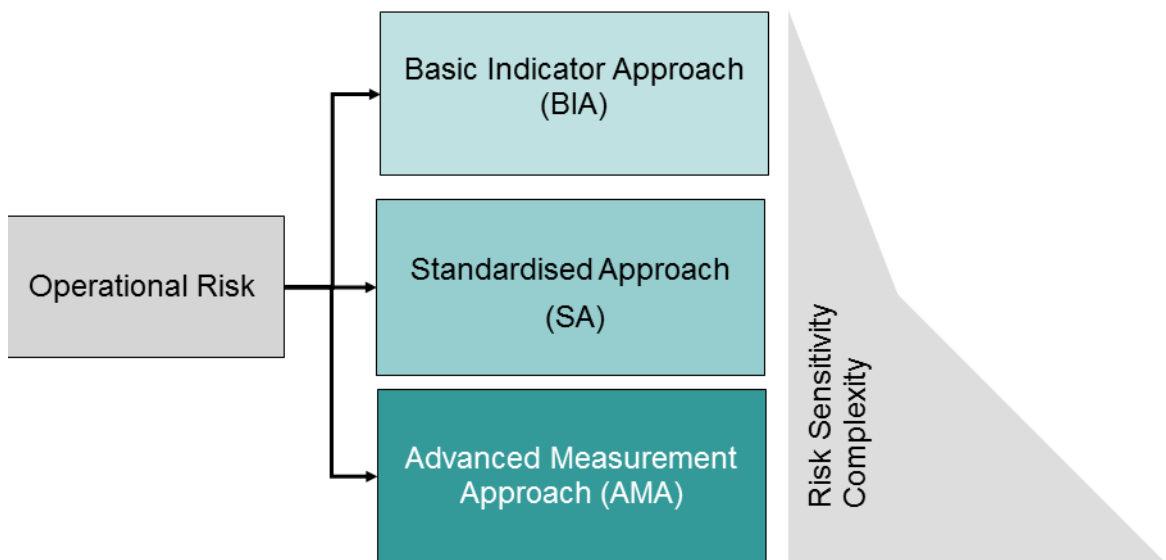 Basic Indicator Approach
(BIA)
Operational Risk
Standardised Approach
(SA)
Advanced Measurement
Approach (AMA)
Risk Sensitivity
Complexity